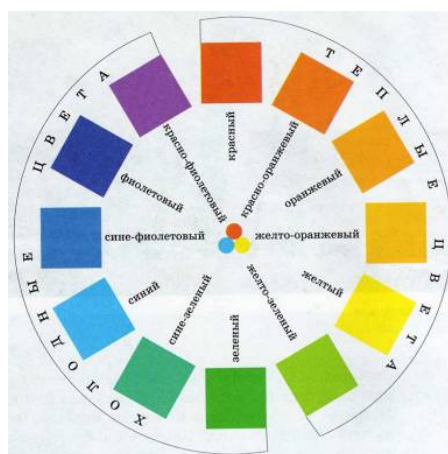 ТЕПЛЫЕ ЦВЕТА
ХОЛОДНЫЕ ЦВЕТА
красный
красно-оранжевый
оранжевый
желто-оранжевый
желтый
желто-зеленый
зеленый
сине-зеленый
синий
сине-фиолетовый
фиолетовый
красно-фиолетовый